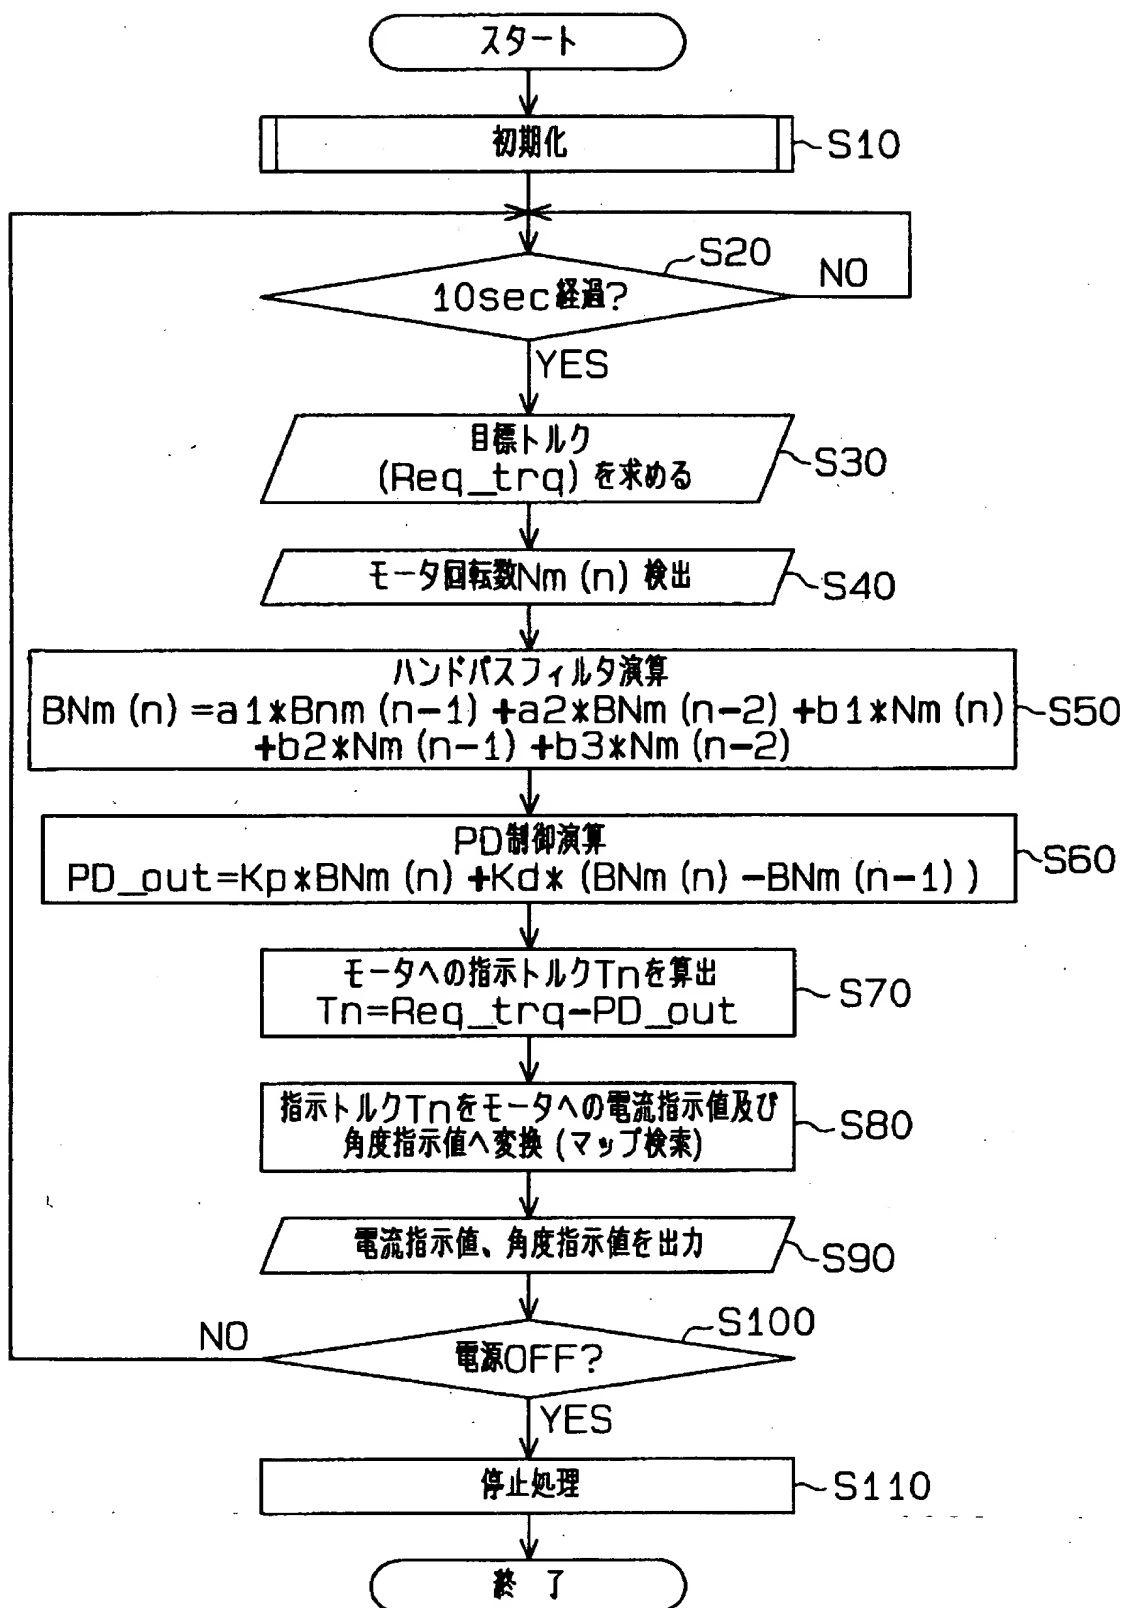 スタート
初期化
S10
S20
NO
10sec経過?
YES
目標トルク
(Req_trq)を求める
S30
モータ回転数Nm(n)検出
S40
ハンドパスフィルタ演算
BNm(n)=a1*Bnm(n-1)+a2*BNm(n-2)+b1*Nm(n)
+b2*Nm(n-1)+b3*Nm(n-2)
S50
PD制御演算
PD_out=Kp*BNm(n)+Kd*(BNm(n)-BNm(n-1))
S60
モータへの指示トルクTnを算出
Tn=Req_trq-PD_out
S70
指示トルクTnをモータへの電流指示値及び
角度指示値へ変換(マップ検索)
S80
電流指示値、角度指示値を出力
S90
NO
S100
電源OFF?
YES
停止処理
S110
終 了